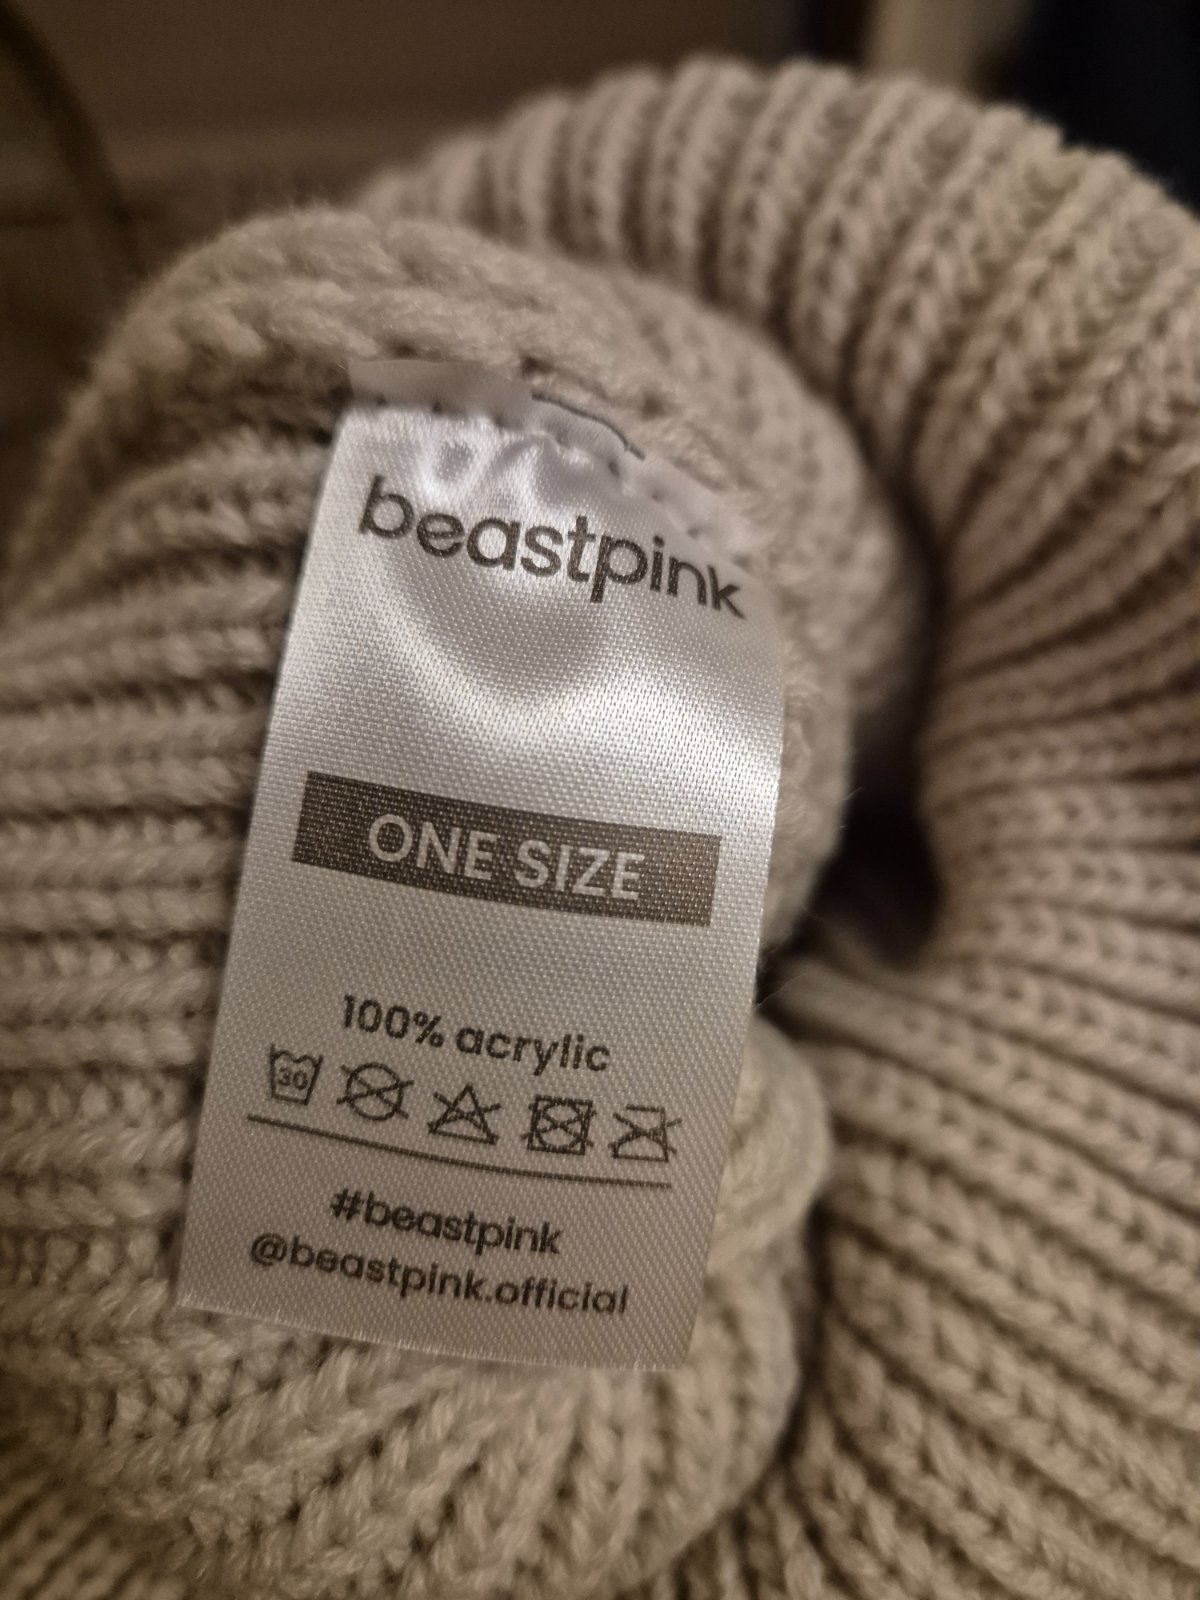 beastpink
ONE SIZE
100% acrylic
30
#beastpink
@beastpink.official